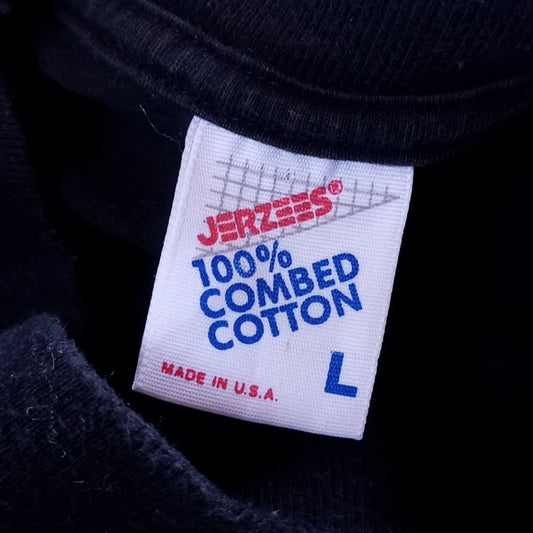 JERZEES®
100%
COMBED
COTTON
L
MADE IN U.S.A.